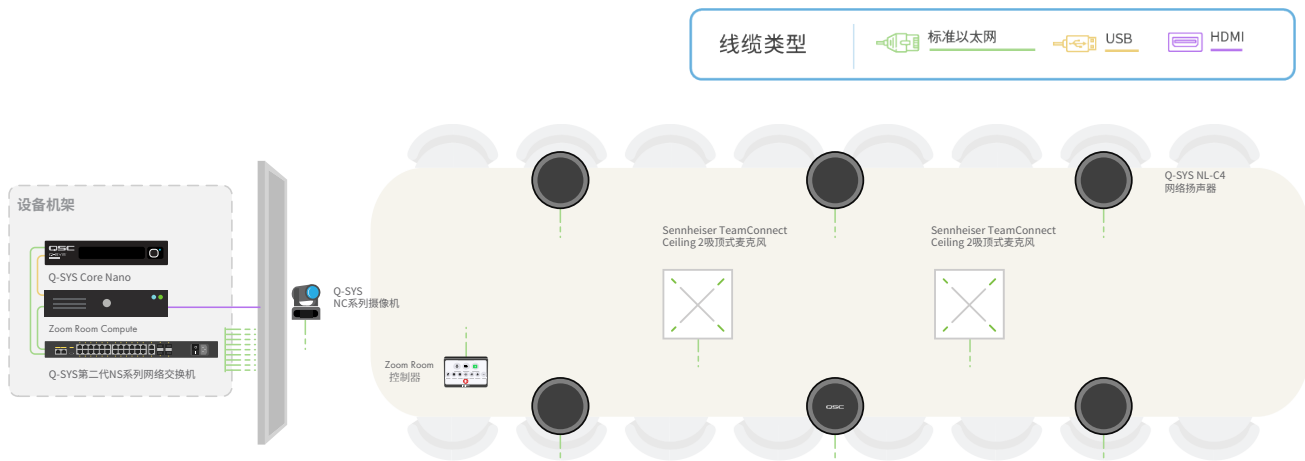 线缆类型
标准以太网
USB
HDMI
设备机架
QSC
Q-SYS Core Nano
Zoom Room Compute
Q-SYS第二代NS系列网络交换机
Q-SYS
NC系列摄像机
Zoom Room
控制器
Sennheiser TeamConnect
Ceiling 2吸顶式麦克风
Sennheiser TeamConnect
Ceiling 2吸顶式麦克风
Q-SYS NL-C4
网络扬声器
QSC